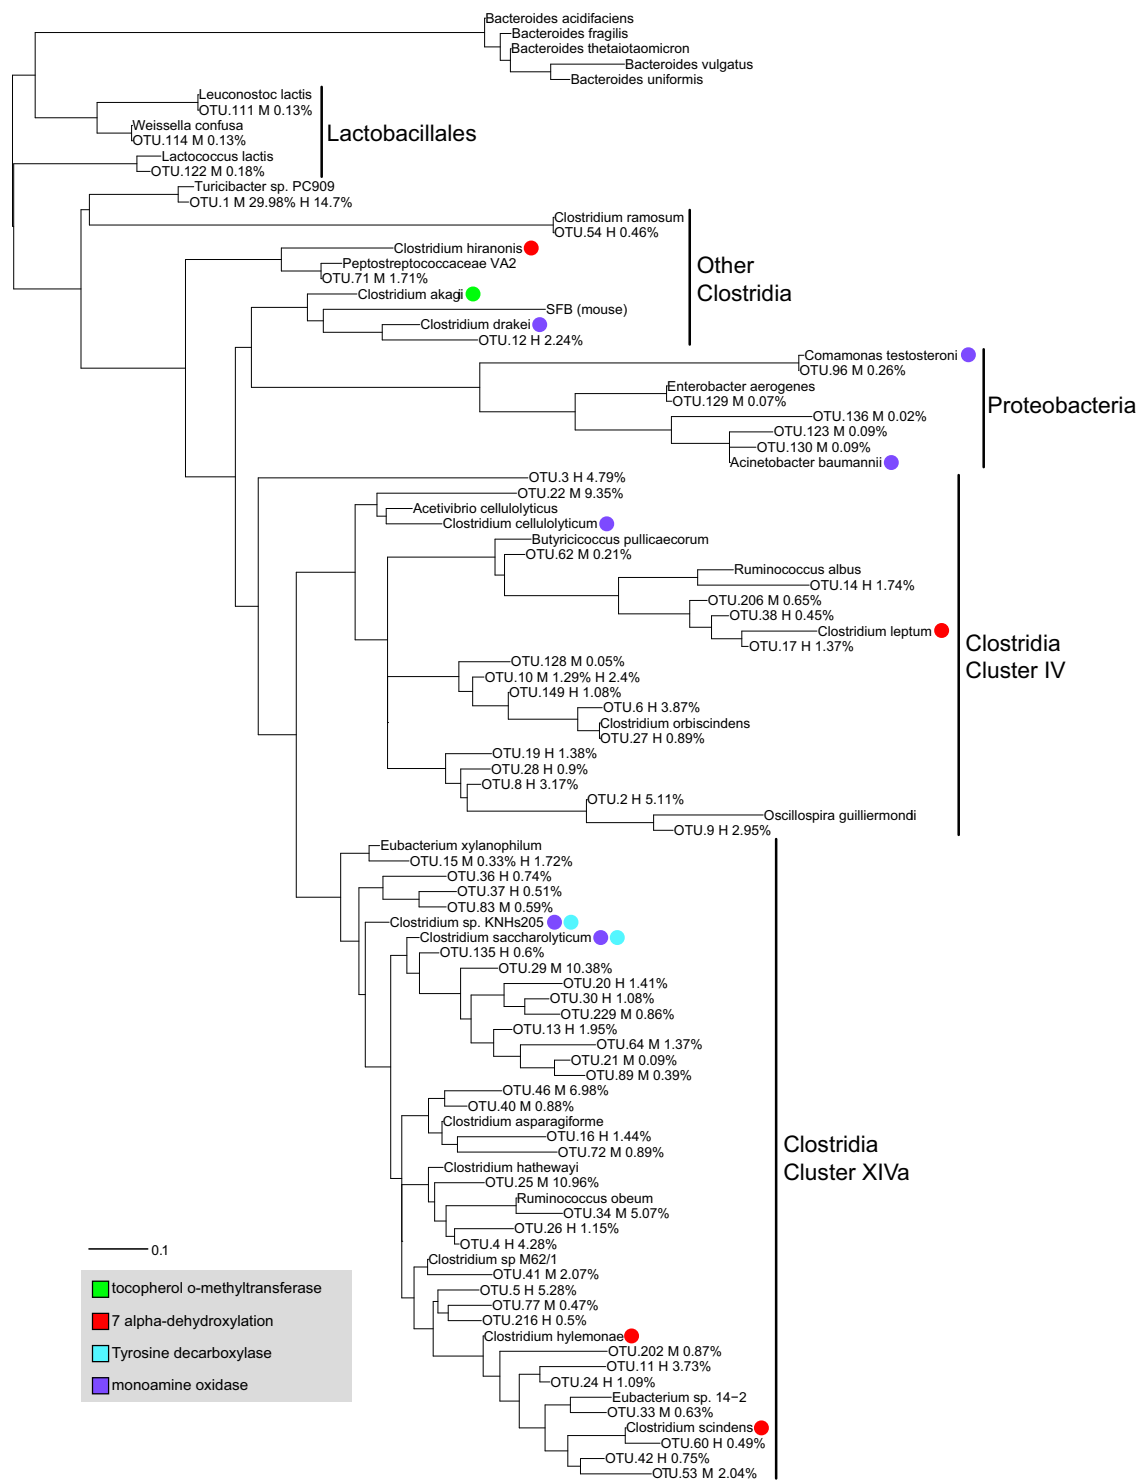 Bacteroides acidifaciens
Bacteroides fragilis
Bacteroides thetaiotaomicron
Bacteroides vulgatus
Bacteroides uniformis
Leuconostoc lactis
OTU.111 M 0.13%
Weissella confusa
OTU.114 M 0.13%
Lactobacillales
Lactococcus lactis
OTU.122 M 0.18%
Turicibacter sp. PC909
OTU.1 M 29.98% H 14.7%
Clostridium ramosum
OTU.54 H 0.46%
Clostridium hiranonis
Peptostreptococcaceae VA2
OTU.71 M 1.71%
Other
Clostridia
Clostridium akagii
SFB (mouse)
Clostridium drakei
OTU.12 H 2.24%
Comamonas testosteroni
OTU.96 M 0.26%
Enterobacter aerogenes
OTU.129 M 0.07%
Proteobacteria
OTU.136 M 0.02%
OTU.123 M 0.09%
OTU.130 M 0.09%
Acinetobacter baumannii
OTU.3 H 4.79%
OTU.22 M 9.35%
Acetivibrio cellulolyticus
Clostridium cellulolyticum
Butyricicoccus pullicaecorum
OTU.62 M 0.21%
Ruminococcus albus
OTU.14 H 1.74%
OTU.206 M 0.65%
OTU.38 H 0.45%
Clostridium leptum
OTU.17 H 1.37%
Clostridia
Cluster IV
OTU.128 M 0.05%
OTU.10 M 1.29% H 2.4%
OTU.149 H 1.08%
OTU.6 H 3.87%
Clostridium orbiscindens
OTU.27 H 0.89%
OTU.19 H 1.38%
OTU.28 H 0.9%
OTU.8 H 3.17%
OTU.2 H 5.11%
Oscillospira guilliermondi
OTU.9 H 2.95%
Eubacterium xylanophilum
OTU.15 M 0.33% H 1.72%
OTU.36 H 0.74%
OTU.37 H 0.51%
OTU.83 M 0.59%
Clostridium sp. KNHs205
Clostridium saccharolyticum
OTU.135 H 0.6%
OTU.29 M 10.38%
OTU.20 H 1.41%
OTU.30 H 1.08%
OTU.229 M 0.86%
OTU.13 H 1.95%
OTU.64 M 1.37%
OTU.21 M 0.09%
OTU.89 M 0.39%
OTU.46 M 6.98%
OTU.40 M 0.88%
Clostridium asparagiforme
OTU.16 H 1.44%
OTU.72 M 0.89%
Clostridia
Cluster XIVa
Clostridium hathewayi
OTU.25 M 10.96%
Ruminococcus obeum
OTU.34 M 5.07%
OTU.26 H 1.15%
OTU.4 H 4.28%
Clostridium sp M62/1
OTU.41 M 2.07%
OTU.5 H 5.28%
OTU.77 M 0.47%
OTU.216 H 0.5%
Clostridium hylemonae
OTU.202 M 0.87%
OTU.11 H 3.73%
OTU.24 H 1.09%
Eubacterium sp. 14−2
OTU.33 M 0.63%
Clostridium scindens
OTU.60 H 0.49%
OTU.42 H 0.75%
OTU.53 M 2.04%
0.1
tocopherol o-methyltransferase
7 alpha-dehydroxylation
Tyrosine decarboxylase
monoamine oxidase